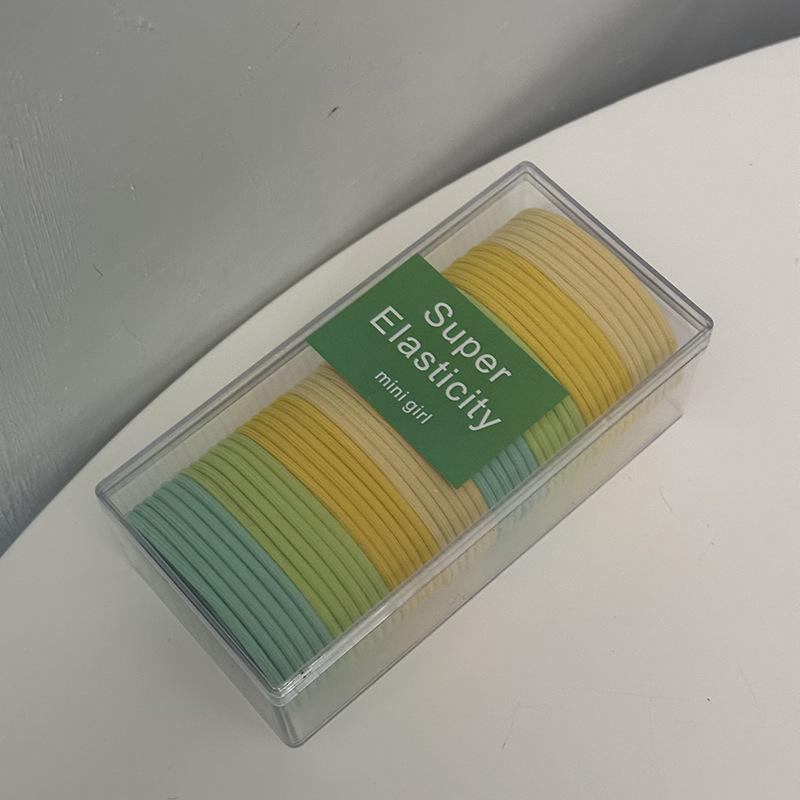 Super
Elasticity
mini girl